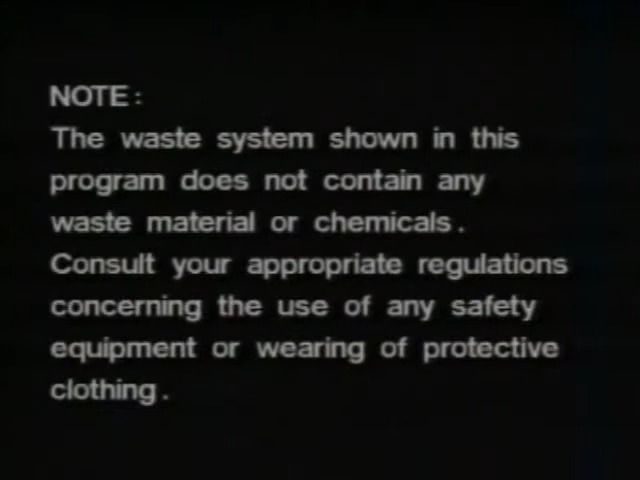 NOTE:
The waste system shown in this
program does not contain any
waste material or chemicals.
Consult your appropriate regulations
concerning the use of any safety
equipment or wearing of protective
clothing.